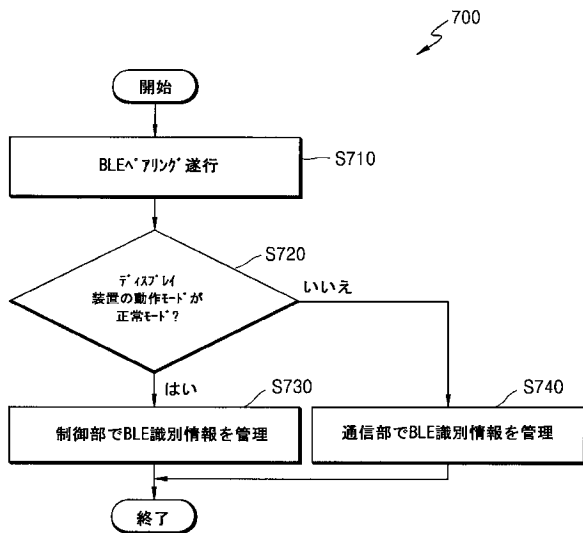 700
開始
BLEペアリング遂行
S710
S720
ディスプレイ
装置の動作モードが
正常モード?
いいえ
はい
S730
S740
制御部でBLE識別情報を管理
通信部でBLE識別情報を管理
終了